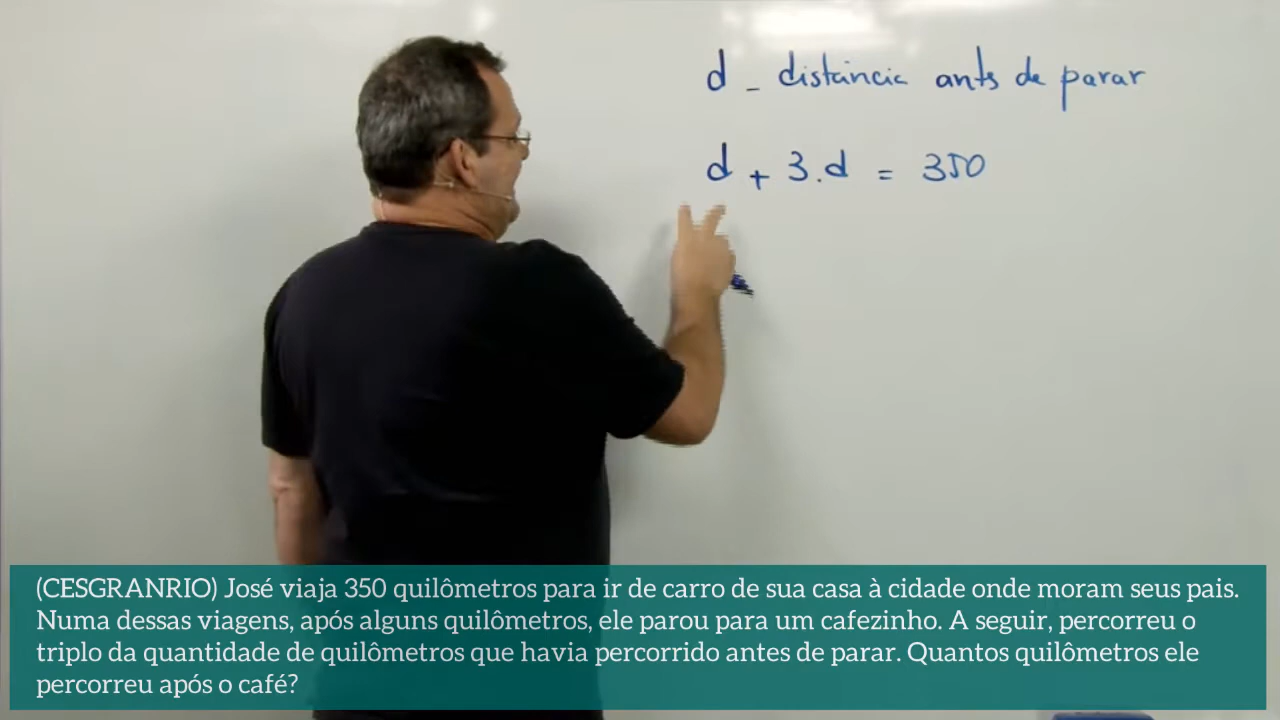 d - distância ants de parar
d + 3.d = 350
(CESGRANRIO) José viaja 350 quilômetros para ir de carro de sua casa à cidade onde moram seus pais.
Numa dessas viagens, após alguns quilômetros, ele parou para um cafezinho. A seguir, percorreu o
triplo da quantidade de quilômetros que havia percorrido antes de parar. Quantos quilômetros ele
percorreu após o café?